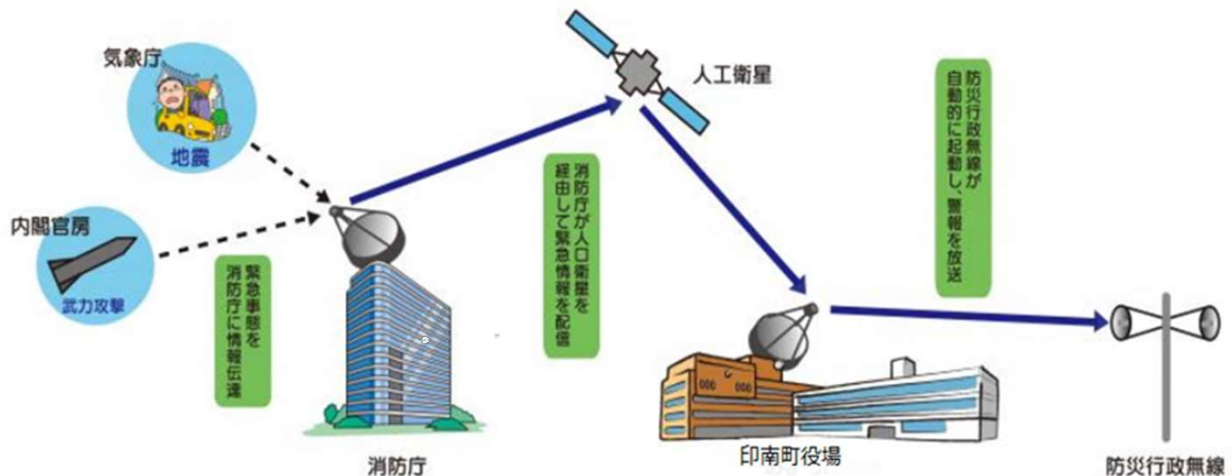 気象庁
地震
内閣官房
武力攻撃
緊急事態を
消防庁に情報伝達
消防庁
消防庁が人口衛星を
経由して緊急情報を配信
人工衛星
防災行政無線が
自動的に起動し、警報を放送
印南町役場
防災行政無線